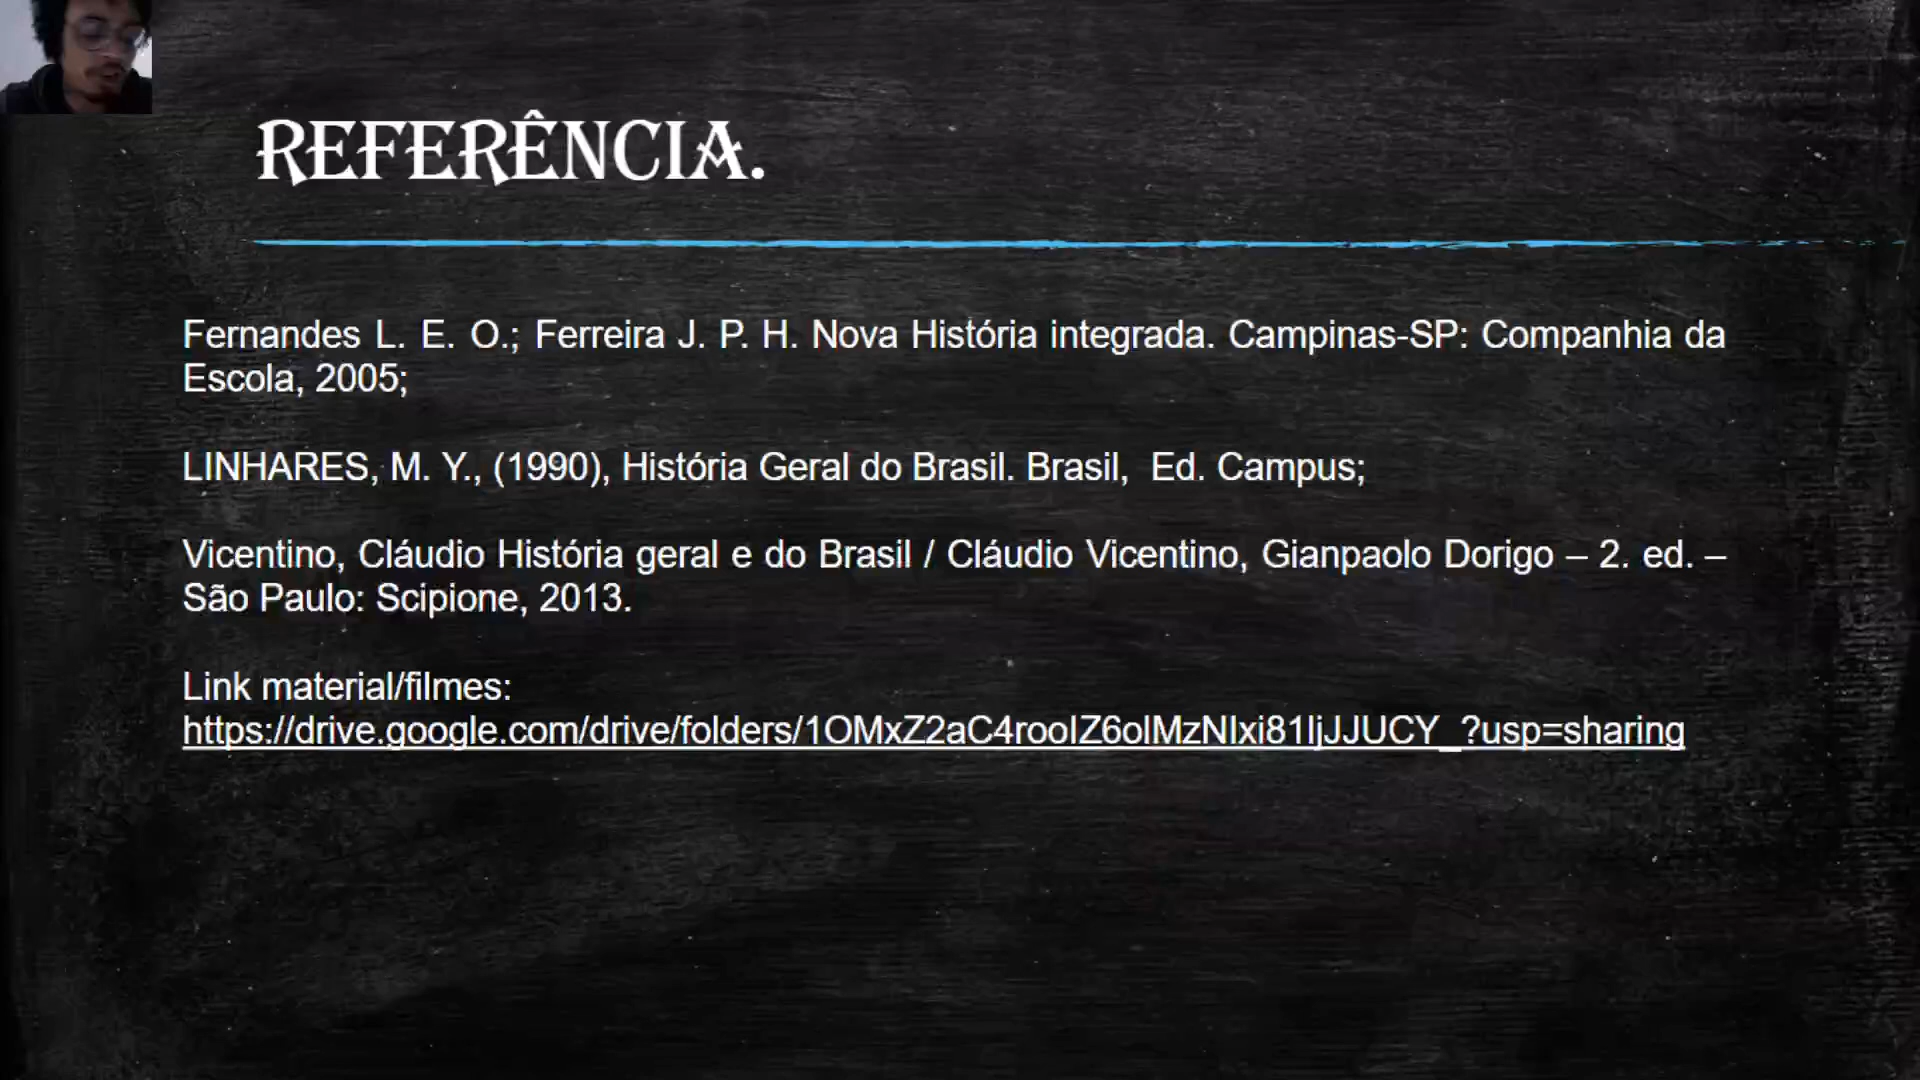 REFERÊNCIA.
Fernandes L. E. O.; Ferreira J. P. H. Nova História integrada. Campinas-SP: Companhia da
Escola, 2005;
LINHARES, M. Y., (1990), História Geral do Brasil. Brasil, Ed. Campus;
Vicentino, Cláudio História geral e do Brasil / Cláudio Vicentino, Gianpaolo Dorigo – 2. ed. –
São Paulo: Scipione, 2013.
Link material/filmes:
https://drive.google.com/drive/folders/1OMxZ2aC4rooIZ6olMzNIxi81ljJJUCY_?usp=sharing